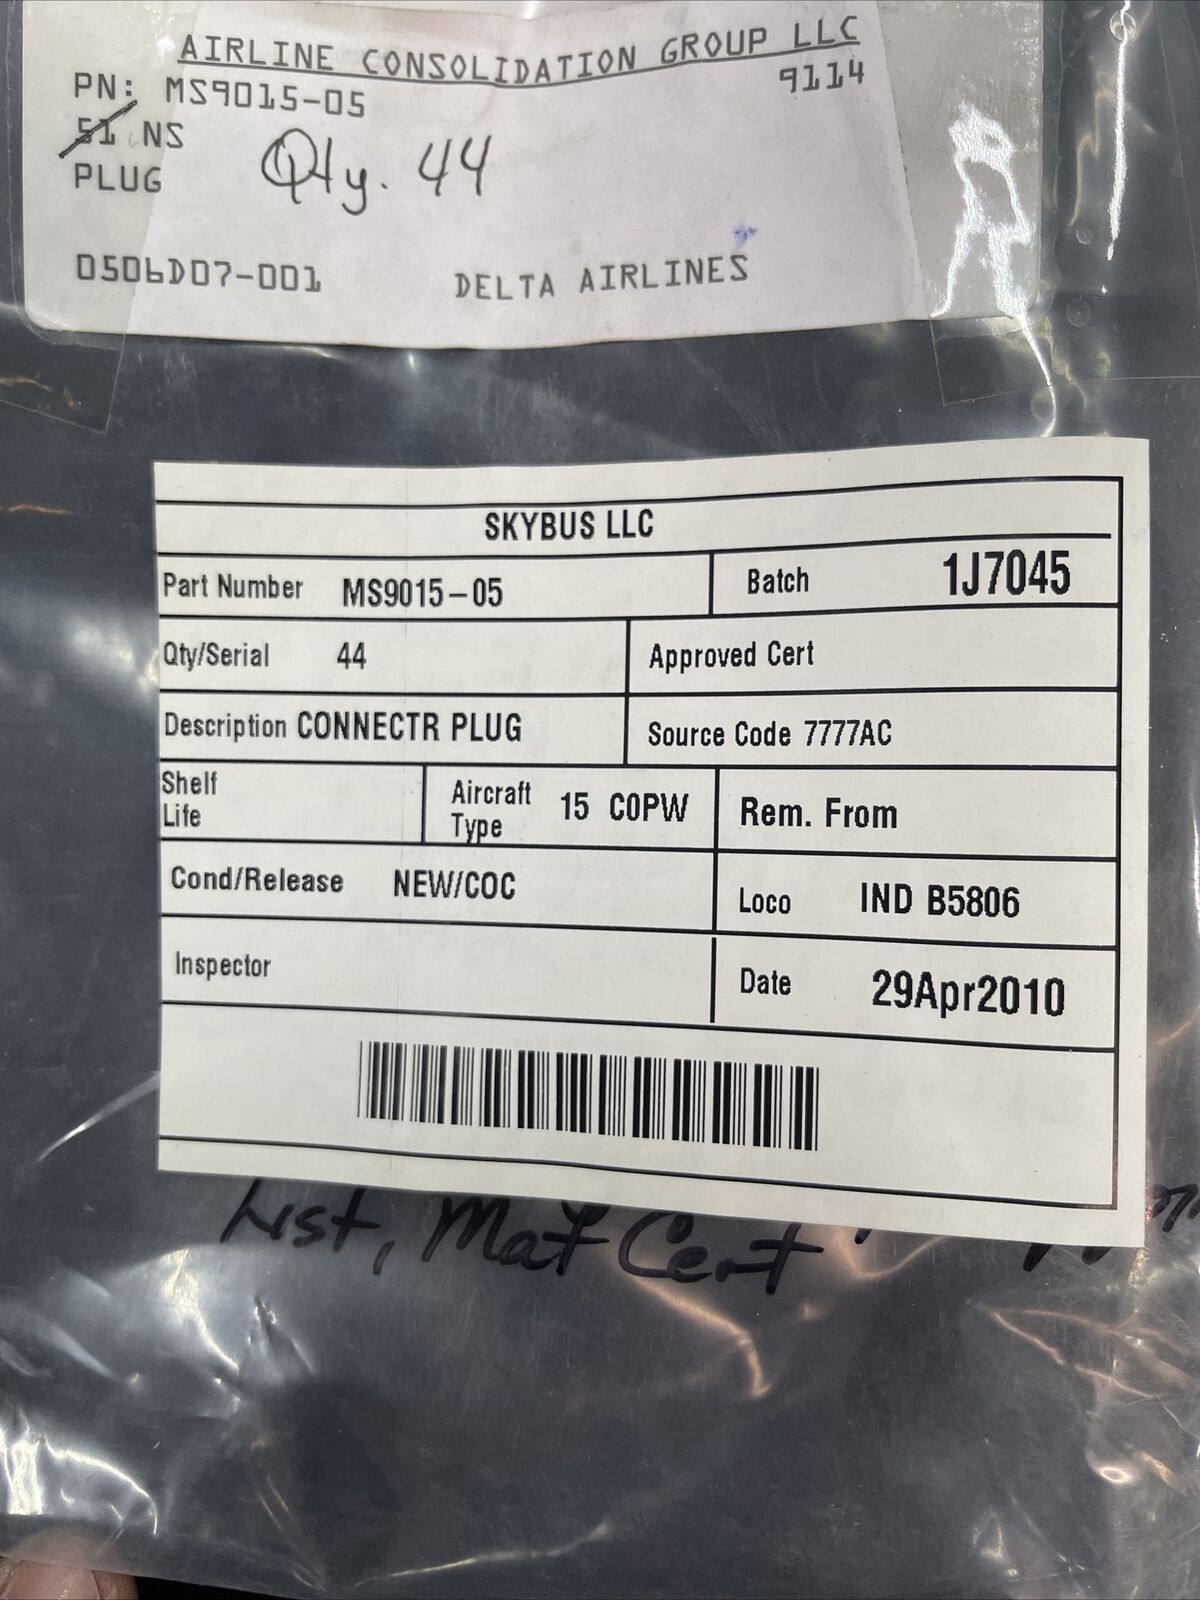 AIRLINE CONSOLIDATION GROUP LLC
PN: MS9015-05 9114
51 NS
PLUG Qty. 44
0506D07-001 DELTA AIRLINES
SKYBUS LLC
Part Number MS9015-05 Batch 1J7045
Qty/Serial 44 Approved Cert
Description CONNECTR PLUG Source Code 7777AC
Shelf Life Aircraft Type 15 C0PW Rem. From
Cond/Release NEW/COC Loco IND B5806
Inspector Date 29Apr2010
List, Mat Cert